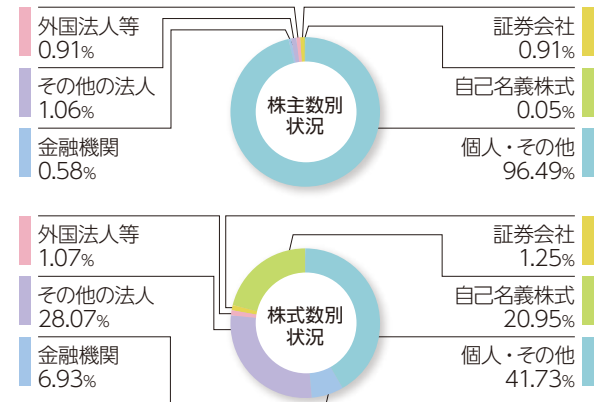 外国法人等
0.91%
その他の法人
1.06%
金融機関
0.58%
株主数別
状況
証券会社
0.91%
自己名義株式
0.05%
個人・その他
96.49%
外国法人等
1.07%
その他の法人
28.07%
金融機関
6.93%
株式数別
状況
証券会社
1.25%
自己名義株式
20.95%
個人・その他
41.73%